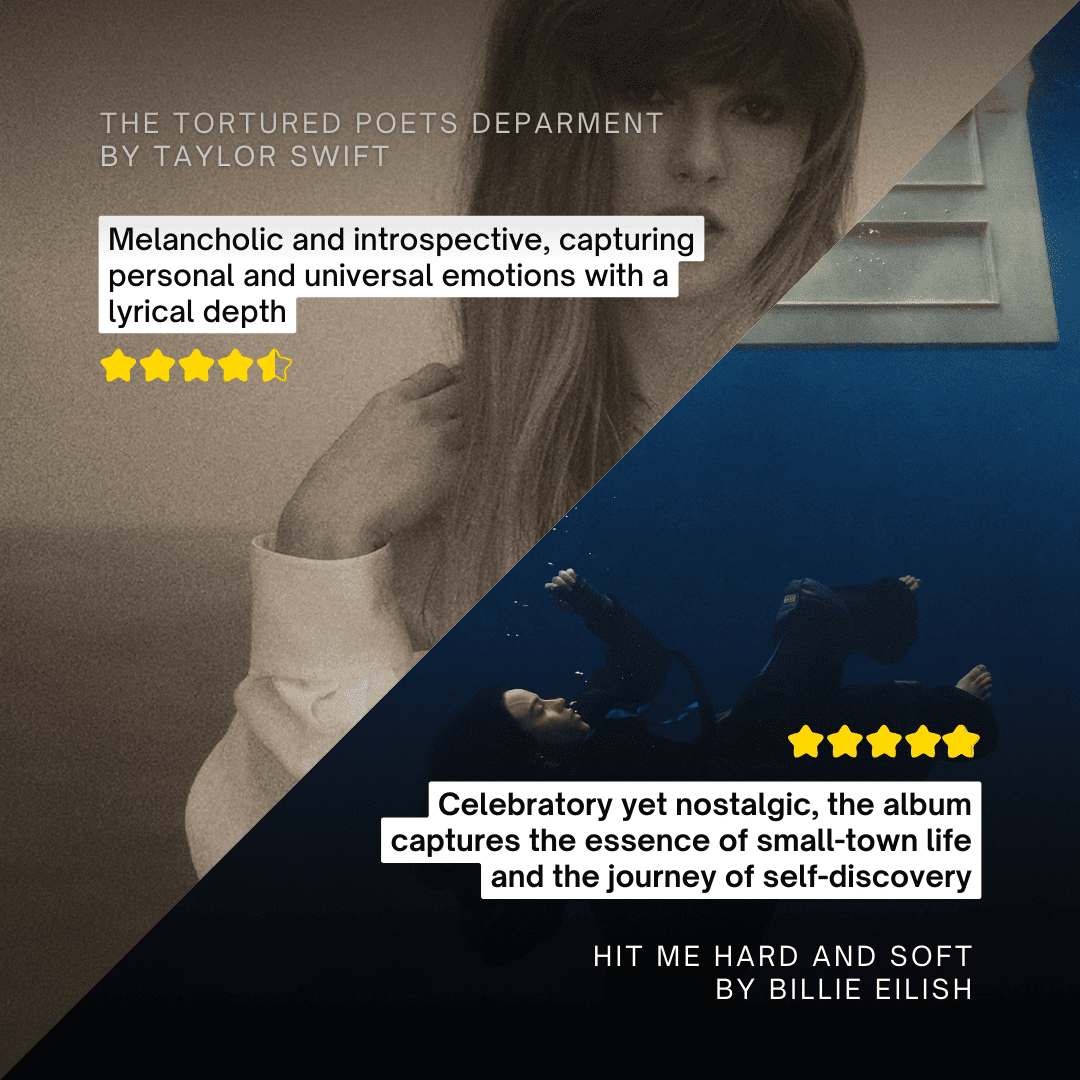 THE TORTURED POETS DEPARMENT
BY TAYLOR SWIFT
Melancholic and introspective, capturing
personal and universal emotions with a
lyrical depth
Celebratory yet nostalgic, the album
captures the essence of small-town life
and the journey of self-discovery
HIT ME HARD AND SOFT
BY BILLIE EILISH